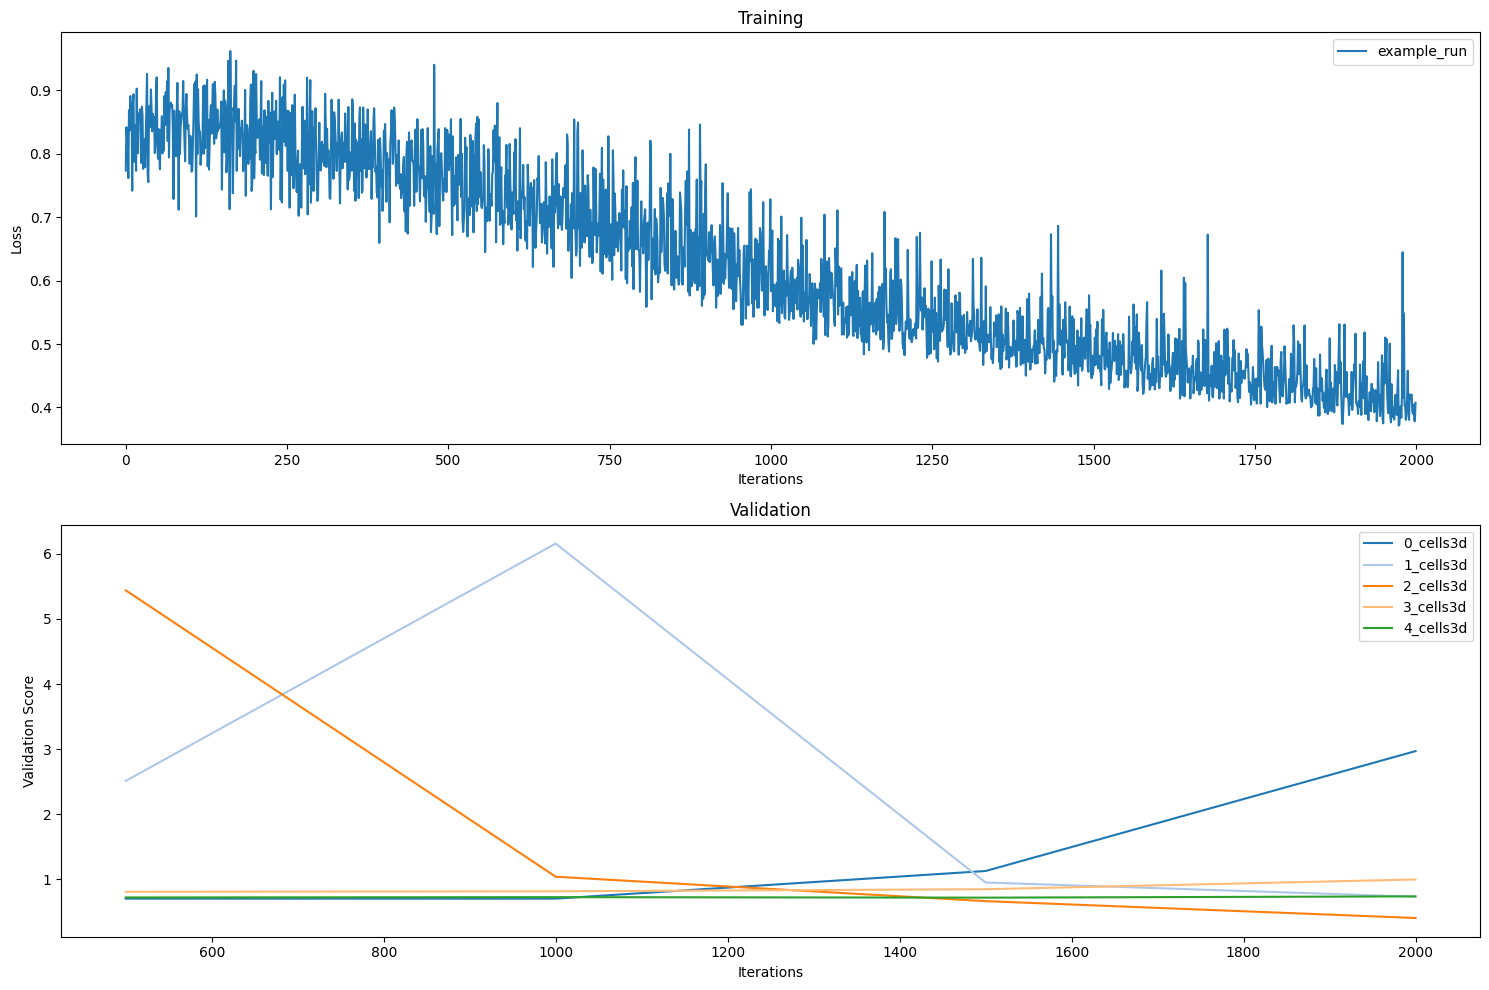 Training
example_run
Loss
0.9
0.8
0.7
0.6
0.5
0.4
0 250 500 750 1000 1250 1500 1750 2000
Iterations
Validation
0_cells3d
1_cells3d
2_cells3d
3_cells3d
4_cells3d
Validation Score
6
5
4
3
2
1
600 800 1000 1200 1400 1600 1800 2000
Iterations